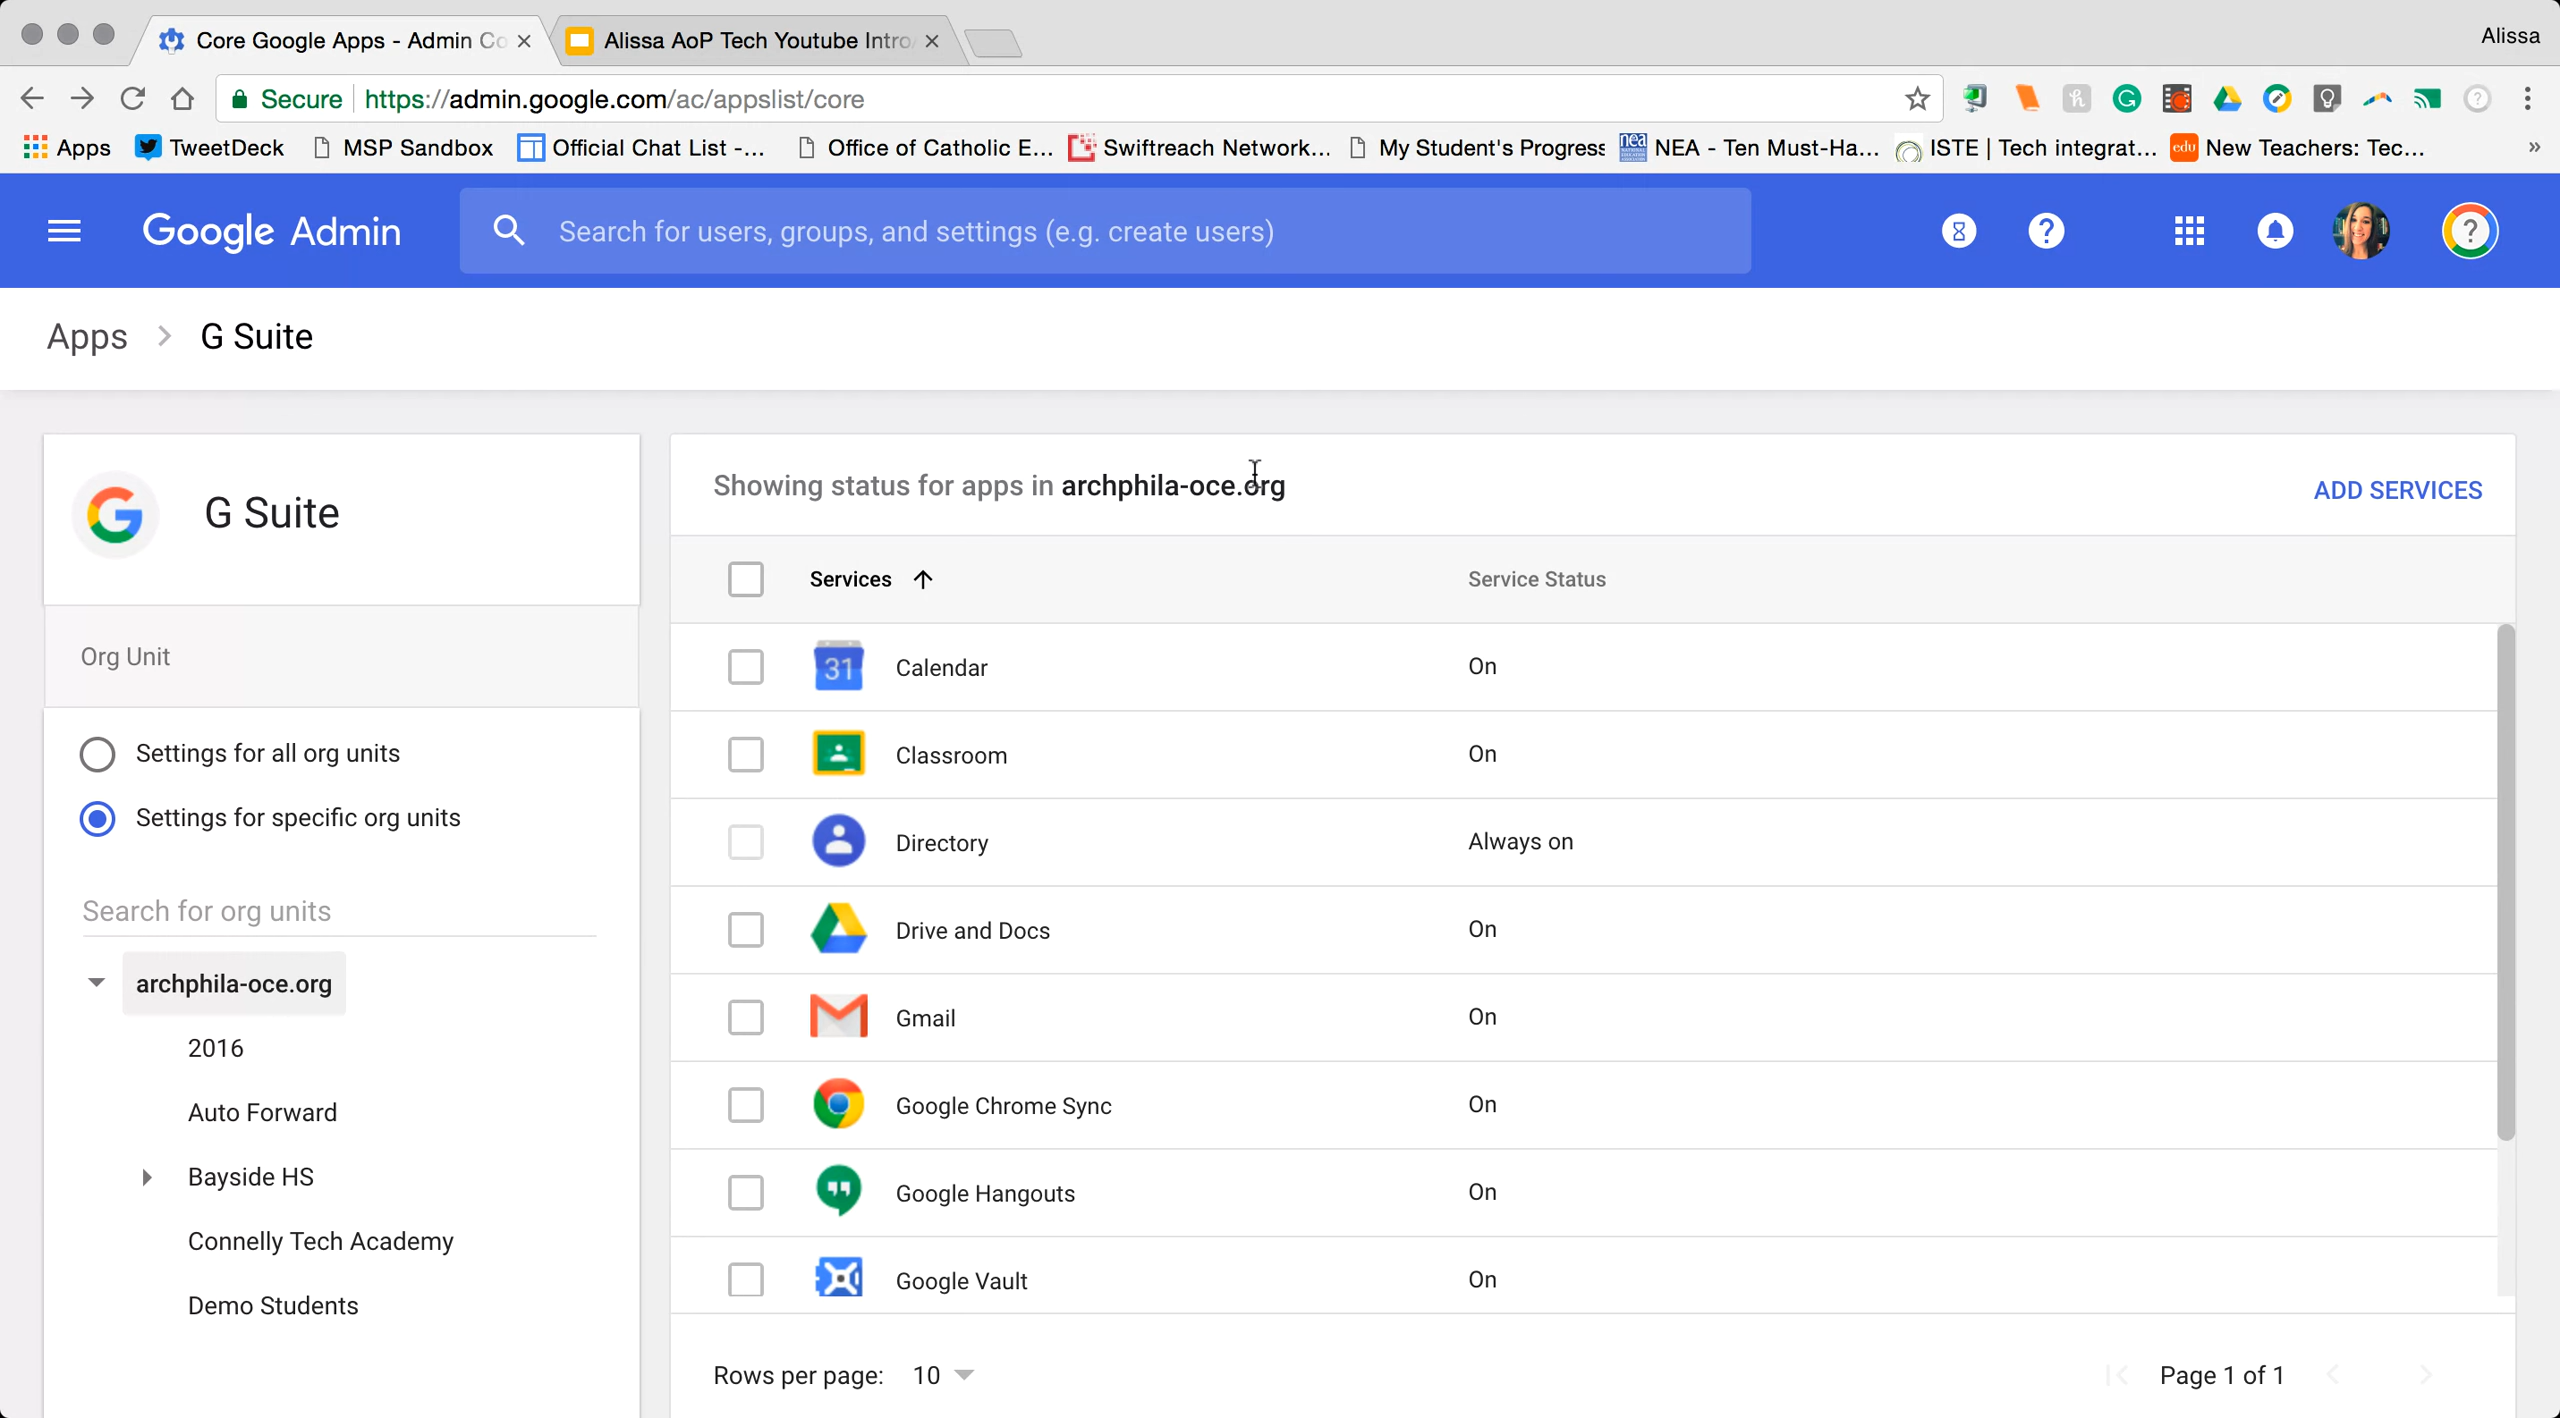 Core Google Apps - Admin Co
Alissa AoP Tech Youtube Intro/
Alissa
Secure https://admin.google.com/ac/appslist/core
Apps TweetDeck MSP Sandbox Official Chat List -... Office of Catholic E... Swiftreach Network... My Student's Progress NEA - Ten Must-Ha... ISTE | Tech integrat... New Teachers: Tec... »
Google Admin Search for users, groups, and settings (e.g. create users)
Apps > G Suite
G Suite
Org Unit
Settings for all org units
Settings for specific org units
Search for org units
archphila-oce.org
2016
Auto Forward
Bayside HS
Connelly Tech Academy
Demo Students
Showing status for apps in archphila-oce.org
ADD SERVICES
Services Service Status
31 Calendar On
Classroom On
Directory Always on
Drive and Docs On
Gmail On
Google Chrome Sync On
Google Hangouts On
Google Vault On
Rows per page: 10
Page 1 of 1